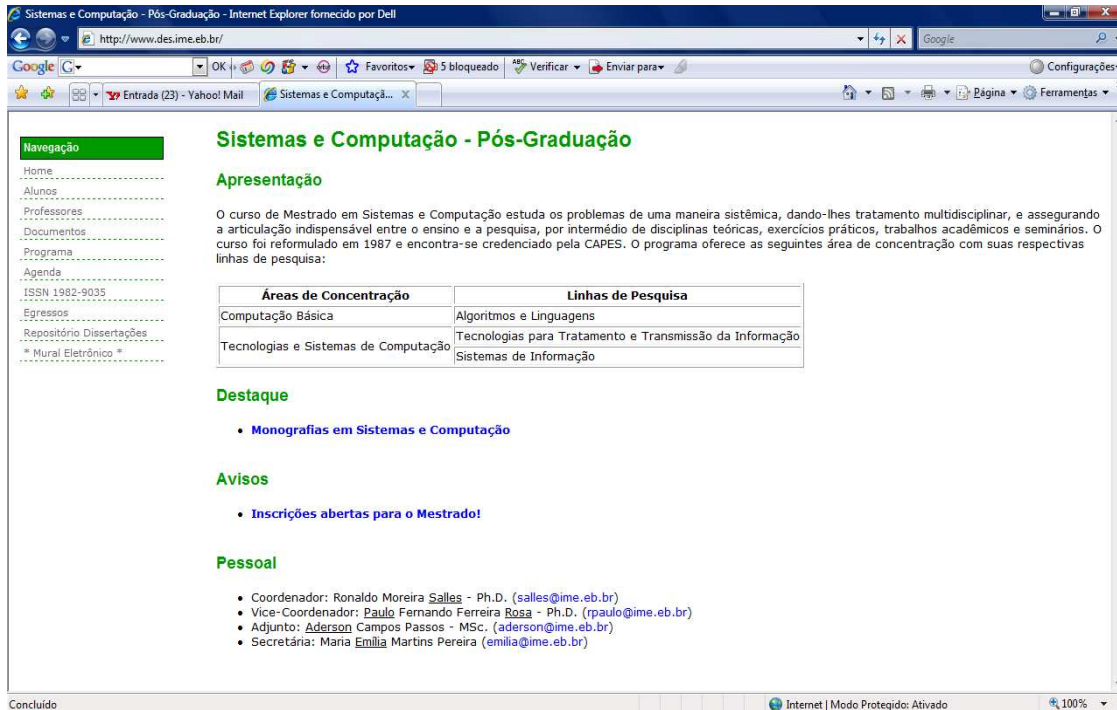 Sistemas e Computação - Pós-Graduação - Internet Explorer fornecido por Dell
http://www.des.ime.eb.br/
Google
Google G OK 5 bloqueado Verificar Enviar para Configurações
Favoritos
Entrada (23) - Yahoo! Mail Sistemas e Computaçã... X Página Ferramentas
Navegação
Home
Alunos
Professores
Documentos
Programa
Agenda
ISSN 1982-9035
Egressos
Repositório Dissertações
* Mural Eletrônico *
Sistemas e Computação - Pós-Graduação
Apresentação
O curso de Mestrado em Sistemas e Computação estuda os problemas de uma maneira sistêmica, dando-lhes tratamento multidisciplinar, e assegurando
a articulação indispensável entre o ensino e a pesquisa, por intermédio de disciplinas teóricas, exercícios práticos, trabalhos acadêmicos e seminários. O
curso foi reformulado em 1987 e encontra-se credenciado pela CAPES. O programa oferece as seguintes área de concentração com suas respectivas
linhas de pesquisa:
Áreas de Concentração Linhas de Pesquisa
Computação Básica Algoritmos e Linguagens
Tecnologias e Sistemas de Computação Tecnologias para Tratamento e Transmissão da Informação
Sistemas de Informação
Destaque
• Monografias em Sistemas e Computação
Avisos
• Inscrições abertas para o Mestrado!
Pessoal
• Coordenador: Ronaldo Moreira Salles - Ph.D. (salles@ime.eb.br)
• Vice-Coordenador: Paulo Fernando Ferreira Rosa - Ph.D. (rpaulo@ime.eb.br)
• Adjunto: Aderson Campos Passos - MSc. (aderson@ime.eb.br)
• Secretária: Maria Emília Martins Pereira (emilia@ime.eb.br)
Concluído Internet | Modo Protegido: Ativado 100%